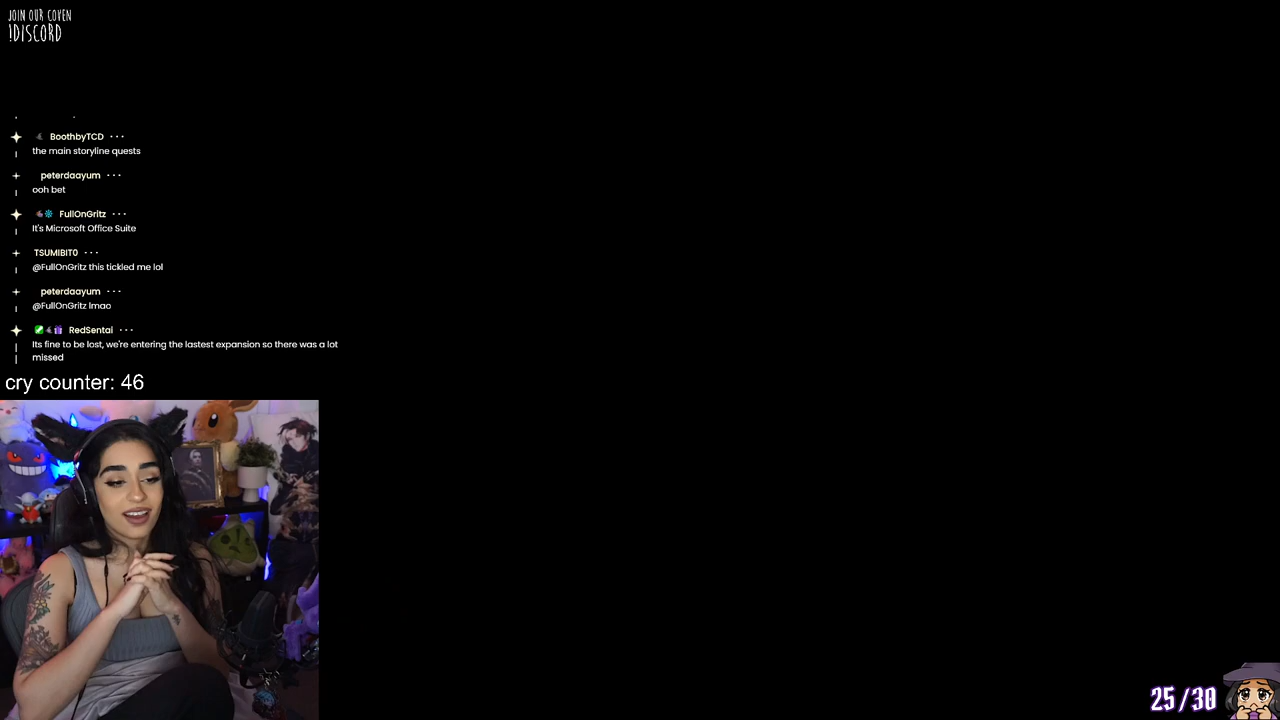 JOIN OUR COVEN
!DISCORD
BoothbyTCD
the main storyline quests
peterdaayum
ooh bet
FullOnGritz
It's Microsoft Office Suite
TSUMIBIT0
@FullOnGritz this tickled me lol
peterdaayum
@FullOnGritz lmao
RedSentai
Its fine to be lost, we're entering the lastest expansion so there was a lot
missed
cry counter: 46
25/30